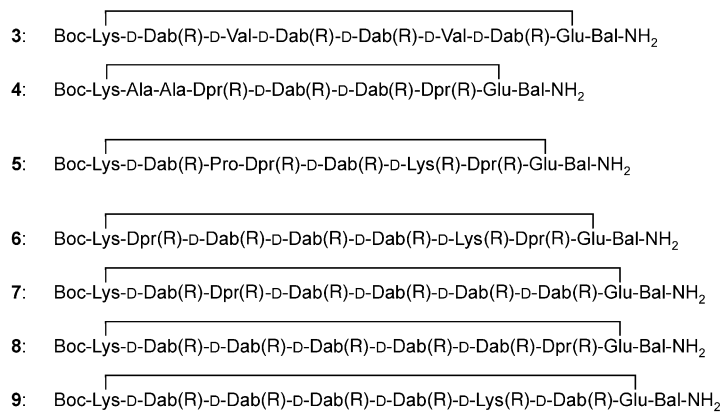 3: Boc-Lys-D-Dab(R)-D-Val-D-Dab(R)-D-Dab(R)-D-Val-D-Dab(R)-Glu-Bal-NH2
4: Boc-Lys-Ala-Ala-Dpr(R)-D-Dab(R)-D-Dab(R)-Dpr(R)-Glu-Bal-NH2
5: Boc-Lys-D-Dab(R)-Pro-Dpr(R)-D-Dab(R)-D-Lys(R)-Dpr(R)-Glu-Bal-NH2
6: Boc-Lys-Dpr(R)-D-Dab(R)-D-Dab(R)-D-Dab(R)-D-Lys(R)-Dpr(R)-Glu-Bal-NH2
7: Boc-Lys-D-Dab(R)-Dpr(R)-D-Dab(R)-D-Dab(R)-D-Dab(R)-D-Dab(R)-Glu-Bal-NH2
8: Boc-Lys-D-Dab(R)-D-Dab(R)-D-Dab(R)-D-Dab(R)-D-Dab(R)-Dpr(R)-Glu-Bal-NH2
9: Boc-Lys-D-Dab(R)-D-Dab(R)-D-Dab(R)-D-Dab(R)-D-Lys(R)-D-Dab(R)-Glu-Bal-NH2